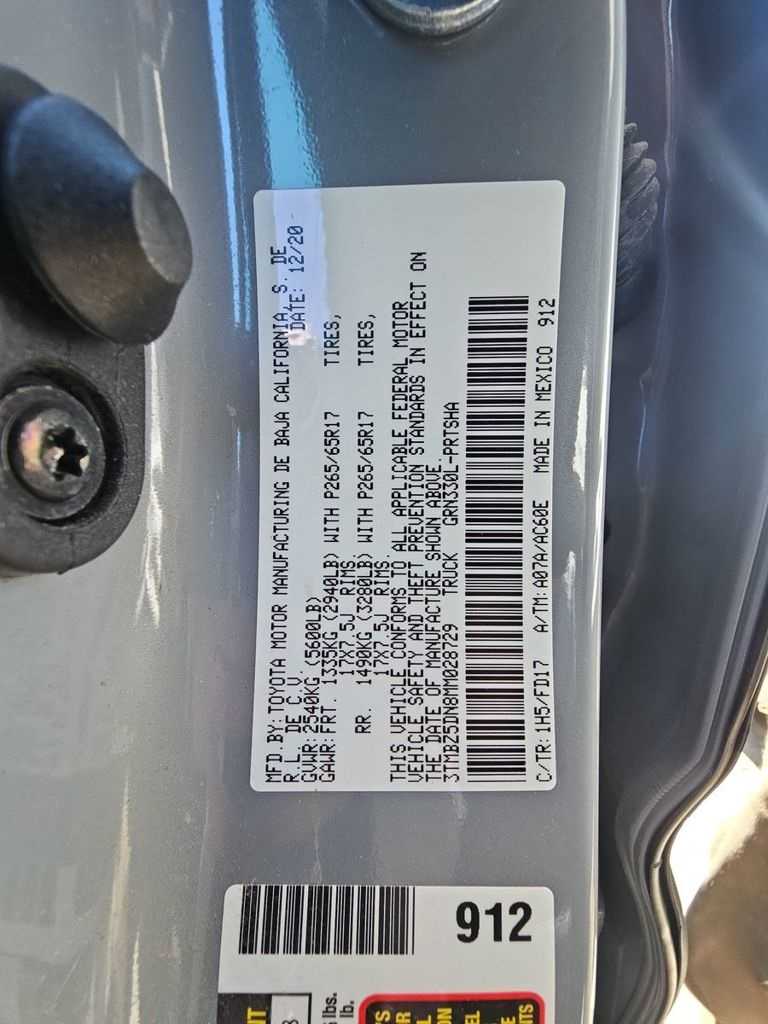 MFD.BY:TOYOTA MOTOR MANUFACTURING DE BAJA CALIFORNIA, S. DE
R.L. DE C.V. DATE: 12/20
GVWR:2540KG (5600LB)
GAWR:FRT. 1335KG (2940LB) WITH P265/65R17 TIRES,
17X7.5J RIMS
RR. 1490KG (3280LB) WITH P265/65R17 TIRES,
17X7.5J RIMS
THIS VEHICLE CONFORMS TO ALL APPLICABLE FEDERAL MOTOR
VEHICLE SAFETY AND THEFT PREVENTION STANDARDS IN EFFECT ON
THE DATE OF MANUFACTURE SHOWN ABOVE.
3TMBZ5DN8MM028729 TRUCK GRN330L-PRTSHA
C/TR:1H5/FD17 A/TM:A07A/AC60E MADE IN MEXICO 912
912
lbs.
lb.